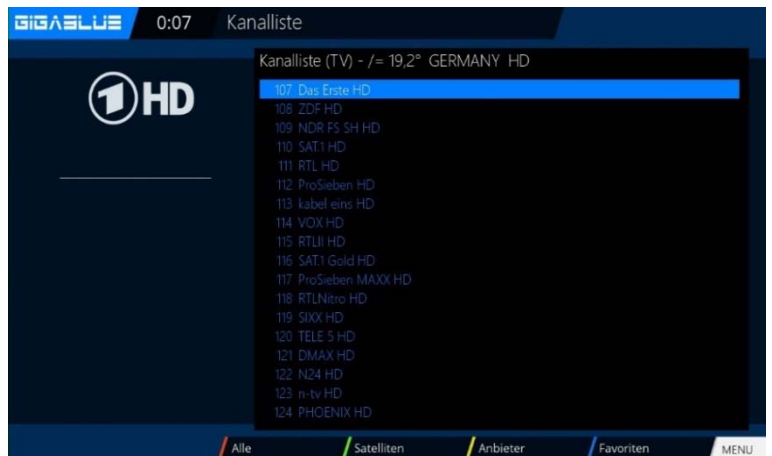 GIGABLUE 0:07 Kanalliste
Kanalliste (TV) - /= 19,2° GERMANY HD
1 HD
107 Das Erste HD
108 ZDF HD
109 NDR FS SH HD
110 SAT.1 HD
111 RTL HD
112 ProSieben HD
113 kabel eins HD
114 VOX HD
115 RTLII HD
116 SAT.1 Gold HD
117 ProSieben MAXX HD
118 RTLNitro HD
119 SIXX HD
120 TELE 5 HD
121 DMAX HD
122 N24 HD
123 n-tv HD
124 PHOENIX HD
Alle Satelliten Anbieter Favoriten MENU